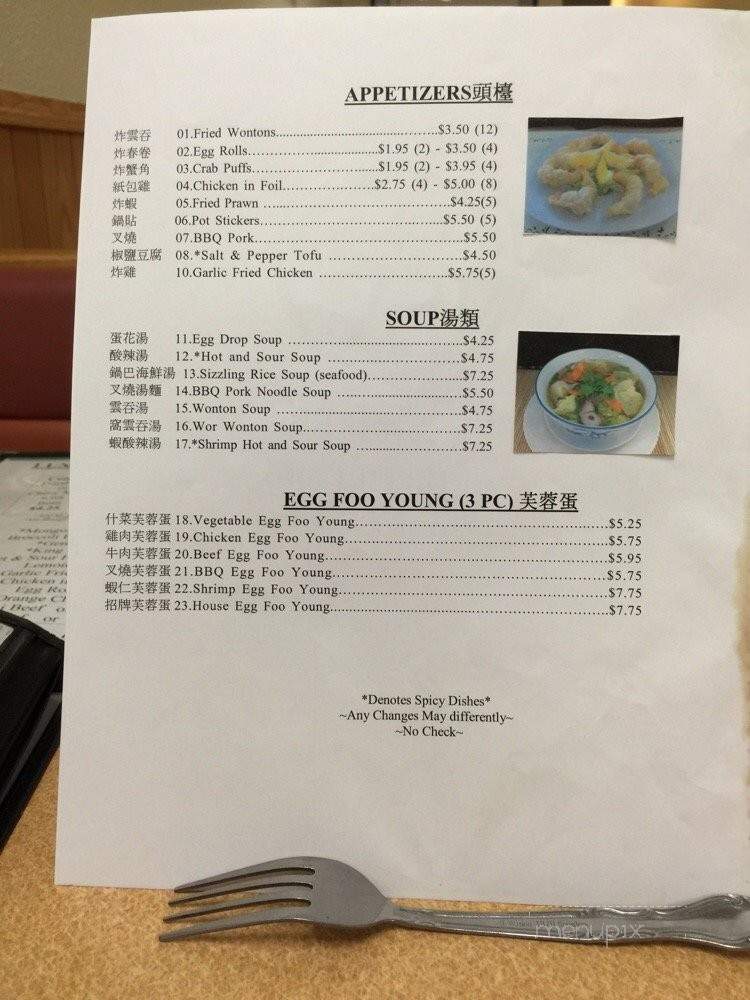 APPETIZERS頭檯
炸雲吞 01.Fried Wontons.....................................$3.50 (12)
炸春卷 02.Egg Rolls.....................................$1.95 (2) - $3.50 (4)
炸蟹角 03.Crab Puffs.....................................$1.95 (2) - $3.95 (4)
紙包雞 04.Chicken in Foil........................$2.75 (4) - $5.00 (8)
炸蝦 05.Fried Prawn .....................................$4.25(5)
鍋貼 06.Pot Stickers.....................................$5.50 (5)
叉燒 07.BBQ Pork.....................................$5.50
椒鹽豆腐 08.*Salt & Pepper Tofu ........................$4.50
炸雞 10.Garlic Fried Chicken ........................$5.75(5)
SOUP湯類
蛋花湯 11.Egg Drop Soup .....................................$4.25
酸辣湯 12.*Hot and Sour Soup ..............................$4.75
鍋巴海鮮湯 13.Sizzling Rice Soup (seafood)........................$7.25
叉燒湯麵 14.BBQ Pork Noodle Soup ........................$5.50
雲吞湯 15.Wonton Soup .....................................$4.75
窩雲吞湯 16.Wor Wonton Soup..............................$7.25
蝦酸辣湯 17.*Shrimp Hot and Sour Soup ........................$7.25
EGG FOO YOUNG (3 PC) 芙蓉蛋
什菜芙蓉蛋 18.Vegetable Egg Foo Young.....................................$5.25
雞肉芙蓉蛋 19.Chicken Egg Foo Young.....................................$5.75
牛肉芙蓉蛋 20.Beef Egg Foo Young.....................................$5.95
叉燒芙蓉蛋 21.BBQ Egg Foo Young.....................................$5.75
蝦仁芙蓉蛋 22.Shrimp Egg Foo Young.....................................$7.75
招牌芙蓉蛋 23.House Egg Foo Young.....................................$7.75
*Denotes Spicy Dishes*
~Any Changes May differently~
~No Check~
menupix